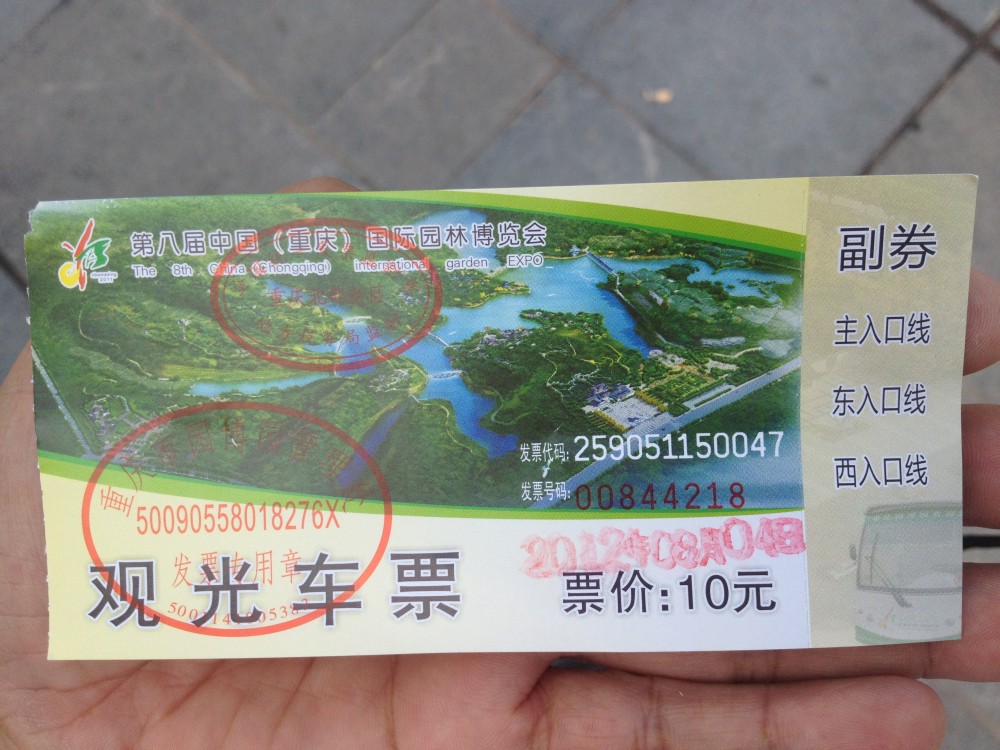 第八届中国（重庆）国际园林博览会
The 8th China (Chongqing) international garden EXPO
发票代码: 259051150047
发票号码: 00844218
50090558018276X
发票专用章
2012年08月04日
观光车票
票价:10元
副券
主入口线
东入口线
西入口线